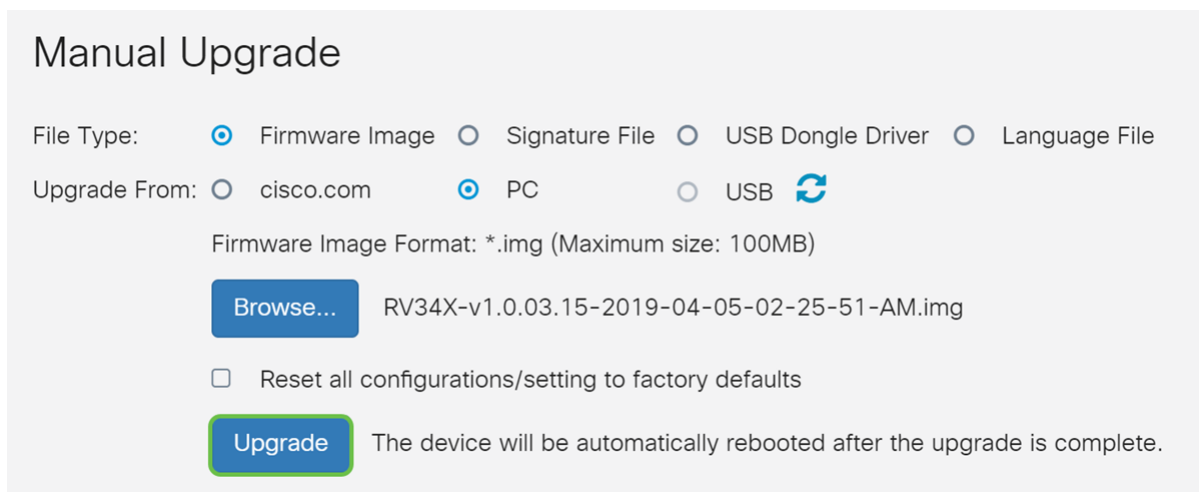 Manual Upgrade
File Type: Firmware Image Signature File USB Dongle Driver Language File
Upgrade From: cisco.com PC USB
Firmware Image Format: *.img (Maximum size: 100MB)
Browse... RV34X-v1.0.03.15-2019-04-05-02-25-51-AM.img
Reset all configurations/setting to factory defaults
Upgrade The device will be automatically rebooted after the upgrade is complete.